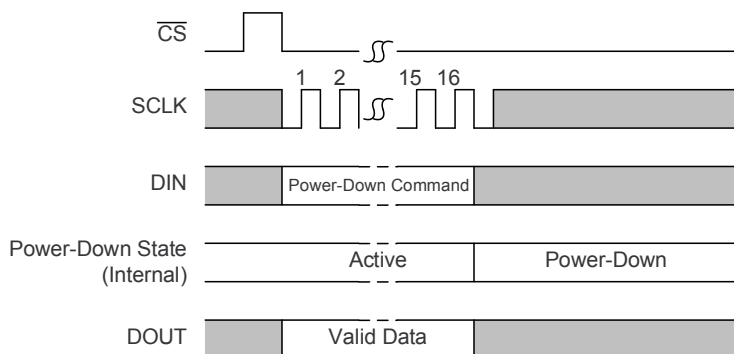 CS
1 2 15 16
SCLK
DIN
Power-Down Command
Power-Down State
(Internal)
Active
Power-Down
DOUT
Valid Data